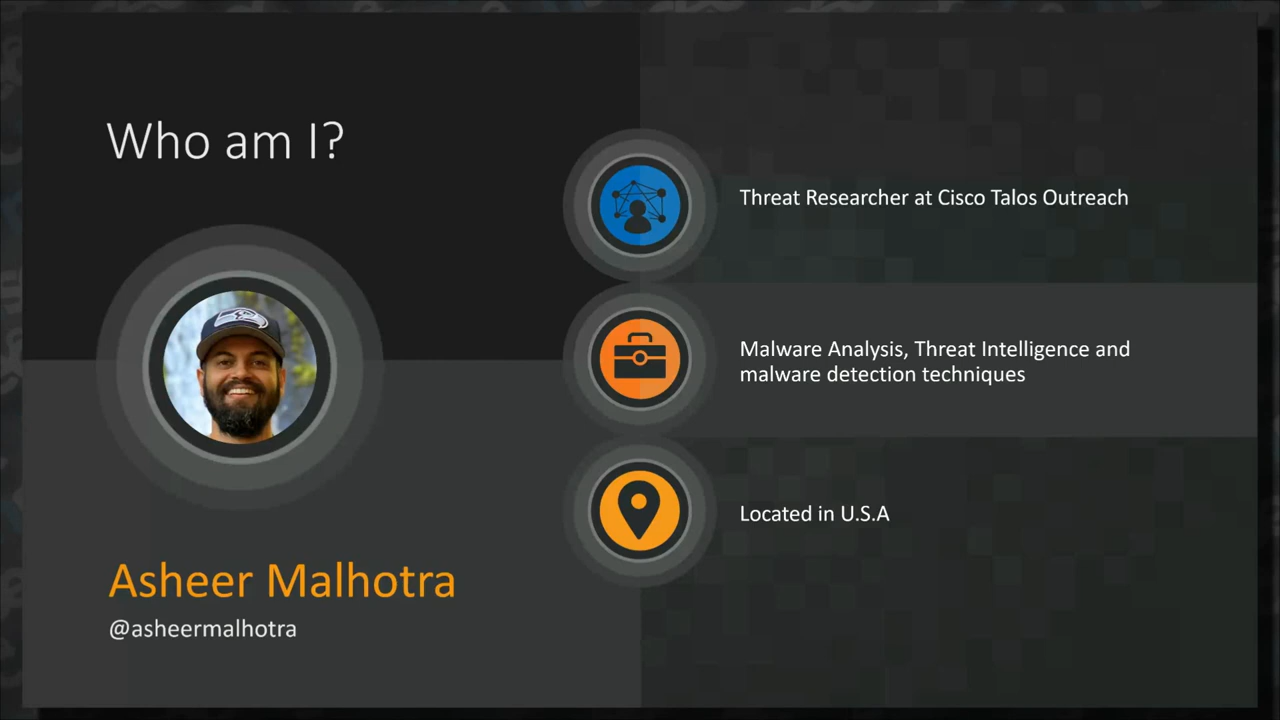 Who am I?
Threat Researcher at Cisco Talos Outreach
Malware Analysis, Threat Intelligence and
malware detection techniques
Located in U.S.A
Asheer Malhotra
@asheermalhotra